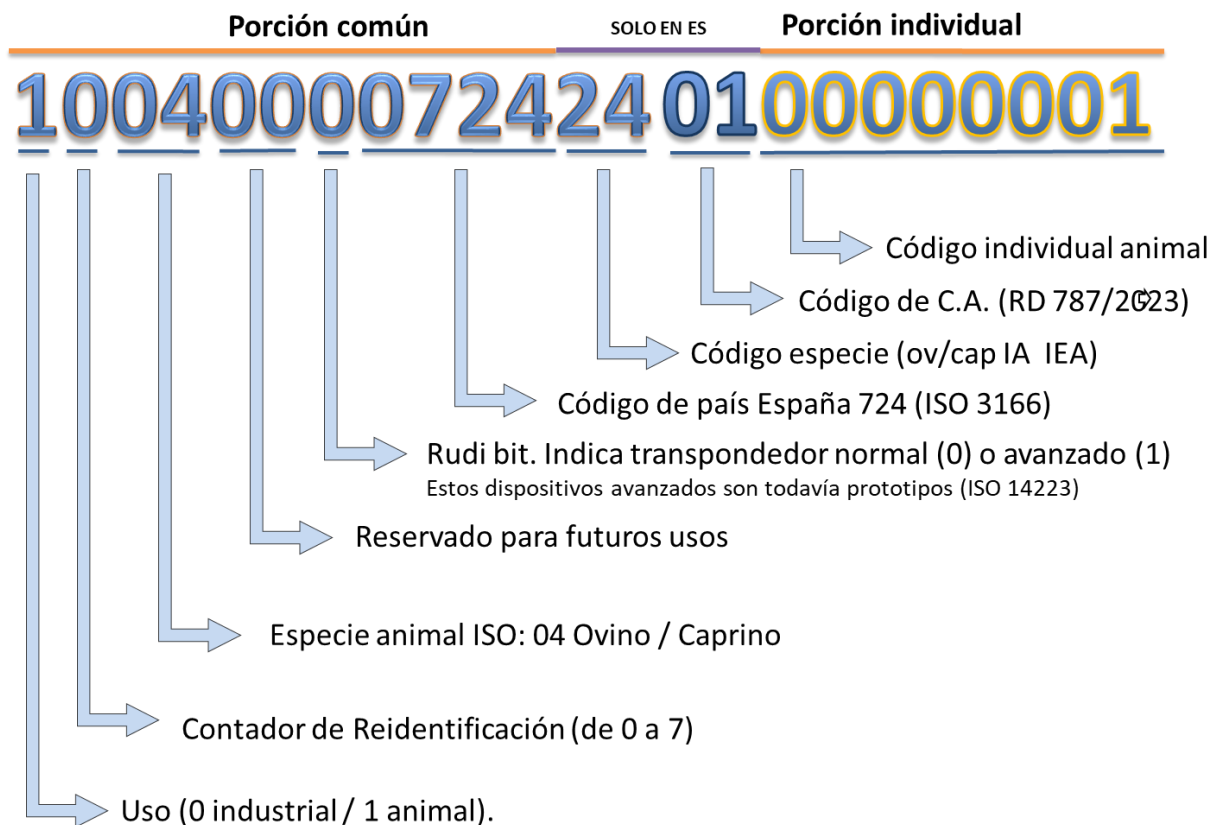 Porción común SOLO EN ES Porción individual
1004000072424 01 00000001
Código individual animal
Código de C.A. (RD 787/2023)
Código especie (ov/cap IA IEA)
Código de país España 724 (ISO 3166)
Rudi bit. Indica transpondedor normal (0) o avanzado (1)
Estos dispositivos avanzados son todavía prototipos (ISO 14223)
Reservado para futuros usos
Especie animal ISO: 04 Ovino / Caprino
Contador de Reidentificación (de 0 a 7)
Uso (0 industrial / 1 animal).